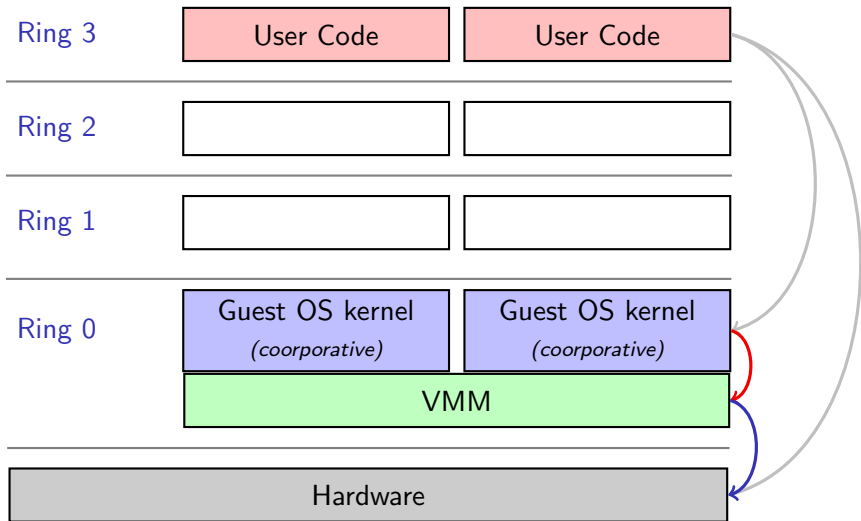 Ring 3
User Code
User Code
Ring 2
Ring 1
Ring 0
Guest OS kernel
(coorporative)
Guest OS kernel
(coorporative)
VMM
Hardware